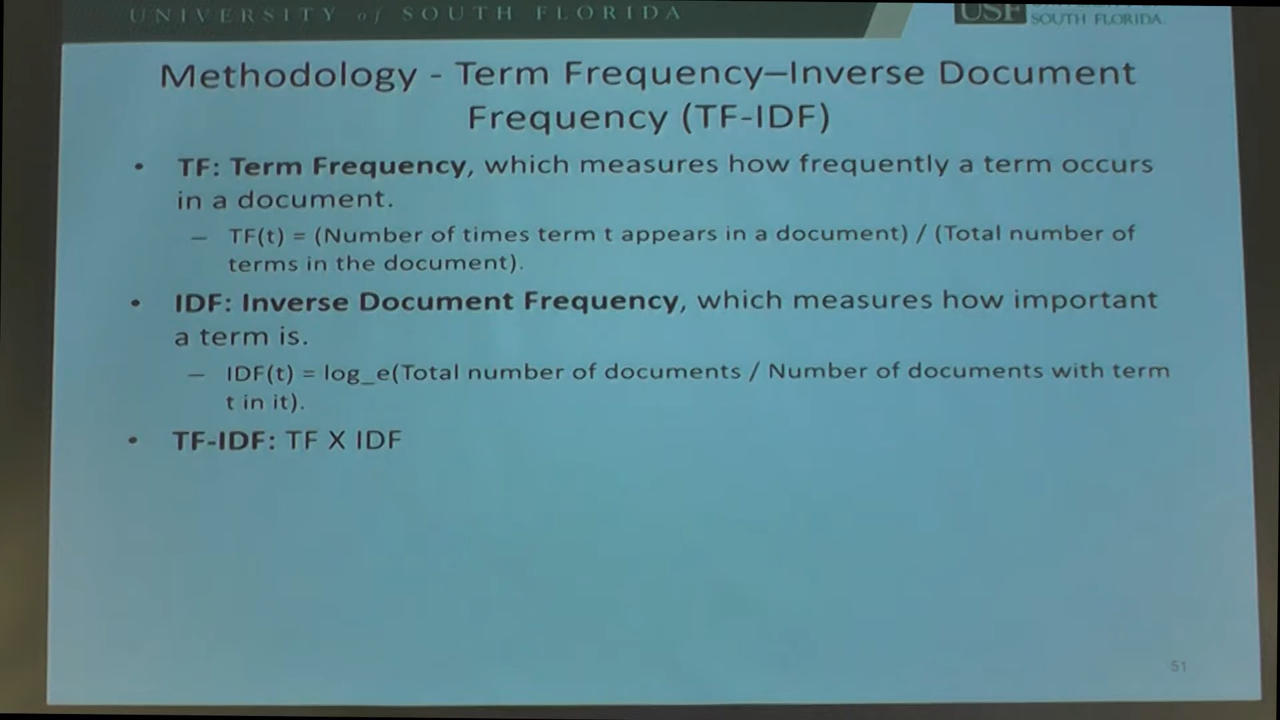 UNIVERSITY of SOUTH FLORIDA
USF
SOUTH FLORIDA
Methodology - Term Frequency–Inverse Document
Frequency (TF-IDF)
• TF: Term Frequency, which measures how frequently a term occurs
in a document.
– TF(t) = (Number of times term t appears in a document) / (Total number of
terms in the document).
• IDF: Inverse Document Frequency, which measures how important
a term is.
– IDF(t) = log_e(Total number of documents / Number of documents with term
t in it).
• TF-IDF: TF X IDF
51